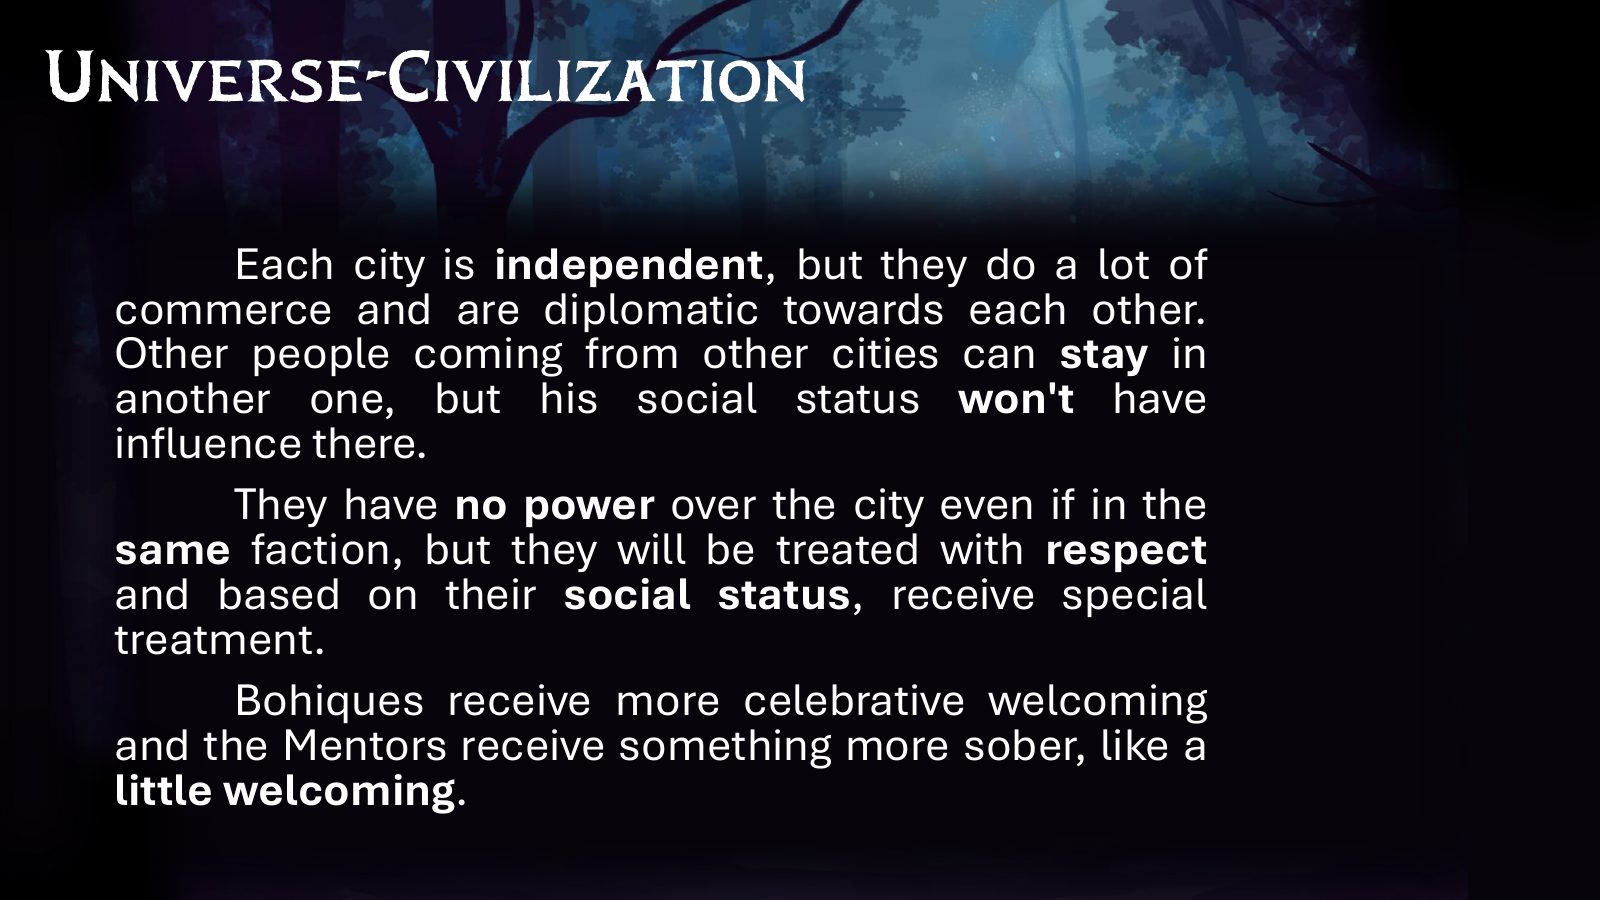 Universe-Civilization
Each city is independent, but they do a lot of
commerce and are diplomatic towards each other.
Other people coming from other cities can stay in
another one, but his social status won't have
influence there.
They have no power over the city even if in the
same faction, but they will be treated with respect
and based on their social status, receive special
treatment.
Bohiques receive more celebrative welcoming
and the Mentors receive something more sober, like a
little welcoming.